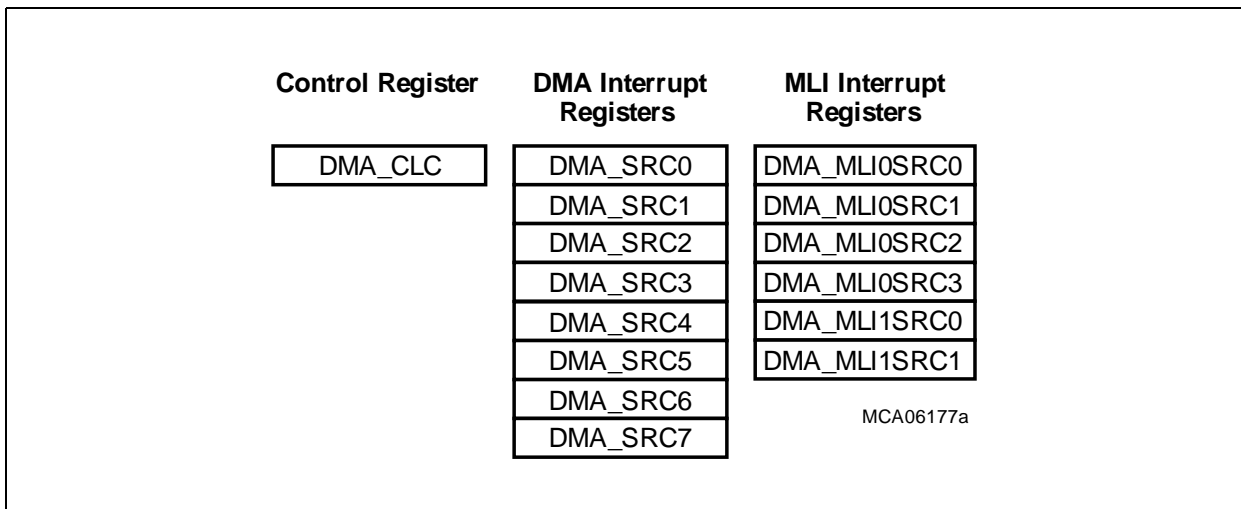 Control Register
DMA_CLC
DMA Interrupt
Registers
DMA_SRC0
DMA_SRC1
DMA_SRC2
DMA_SRC3
DMA_SRC4
DMA_SRC5
DMA_SRC6
DMA_SRC7
MLI Interrupt
Registers
DMA_MLI0SRC0
DMA_MLI0SRC1
DMA_MLI0SRC2
DMA_MLI0SRC3
DMA_MLI1SRC0
DMA_MLI1SRC1
MCA06177a